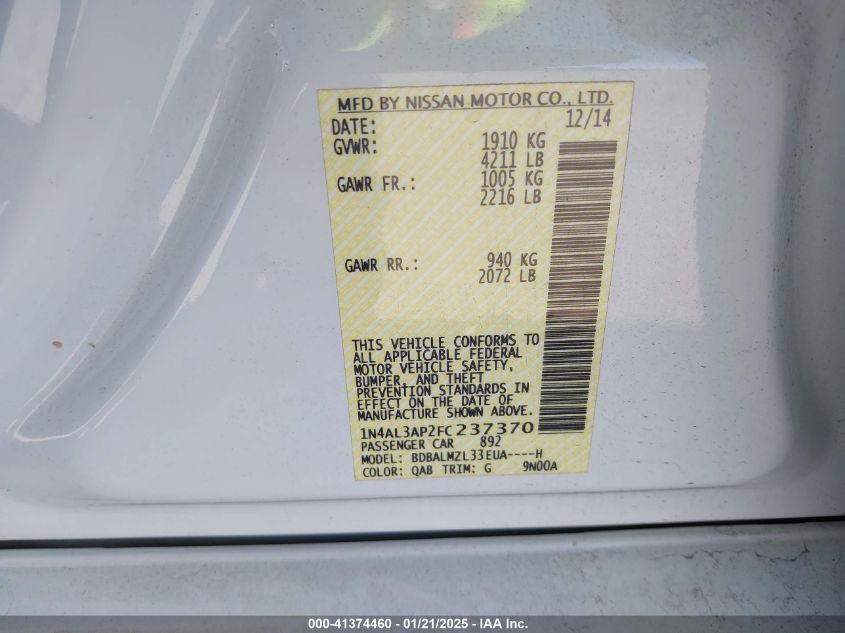 MFD BY NISSAN MOTOR CO., LTD.
DATE: 12/14
GVWR: 1910 KG
4211 LB
GAWR FR.: 1005 KG
2216 LB
GAWR RR.: 940 KG
2072 LB
THIS VEHICLE CONFORMS TO
ALL APPLICABLE FEDERAL
MOTOR VEHICLE SAFETY,
BUMPER, AND THEFT
PREVENTION STANDARDS IN
EFFECT ON THE DATE OF
MANUFACTURE SHOWN ABOVE.
1N4AL3AP2FC237370
PASSENGER CAR 892
MODEL: BDBALMZL33EUA----H
COLOR: QAB TRIM: G 9N00A
000-41374460 - 01/21/2025 - IAA Inc.